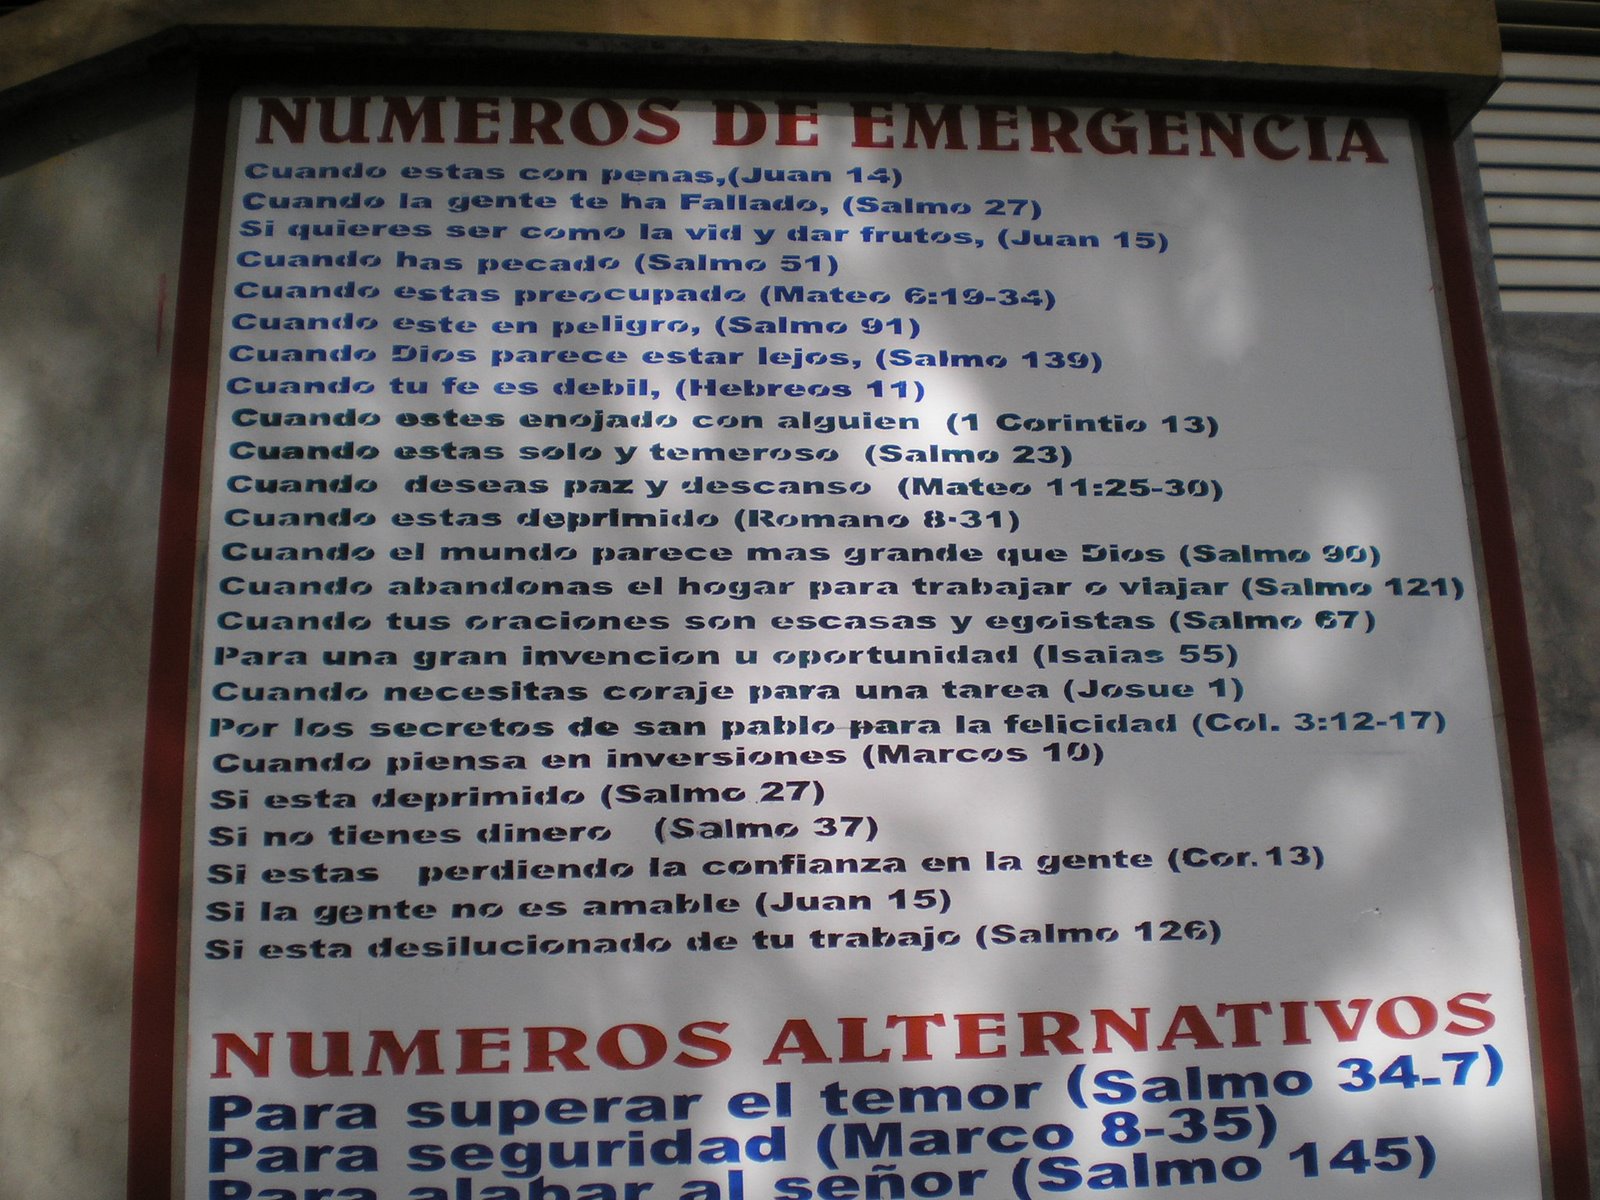 NUMEROS DE EMERGENCIA
Cuando estas con penas,(Juan 14)
Cuando la gente te ha Fallado, (Salmo 27)
Si quieres ser como la vid y dar frutos, (Juan 15)
Cuando has pecado (Salmo 51)
Cuando estas preocupado (Mateo 6:19-34)
Cuando este en peligro, (Salmo 91)
Cuando Dios parece estar lejos, (Salmo 139)
Cuando tu fe es debil, (Hebreos 11)
Cuando estes enojado con alguien (1 Corintio 13)
Cuando estas solo y temeroso (Salmo 23)
Cuando deseas paz y descanso (Mateo 11:25-30)
Cuando estas deprimido (Romano 8-31)
Cuando el mundo parece mas grande que Dios (Salmo 90)
Cuando abandonas el hogar para trabajar o viajar (Salmo 121)
Cuando tus oraciones son escasas y egoistas (Salmo 67)
Para una gran invencion u oportunidad (Isaias 55)
Cuando necesitas coraje para una tarea (Josue 1)
Por los secretos de san pablo para la felicidad (Col. 3:12-17)
Cuando piensa en inversiones (Marcos 10)
Si esta deprimido (Salmo 27)
Si no tienes dinero (Salmo 37)
Si estas perdiendo la confianza en la gente (Cor. 13)
Si la gente no es amable (Juan 15)
Si esta desilucionado de tu trabajo (Salmo 126)
NUMEROS ALTERNATIVOS
Para superar el temor (Salmo 34-7)
Para seguridad (Marco 8-35)
Para alabar al señor (Salmo 145)